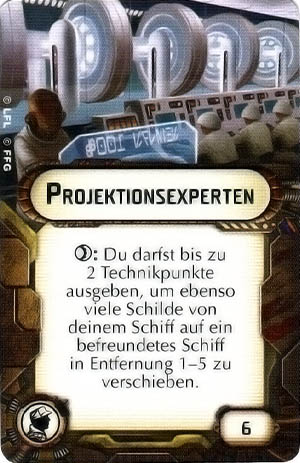 © LFL © FFG
PROJEKTIONSEXPERTEN
: Du darfst bis zu
2 Technikpunkte
ausgeben, um ebenso
viele Schilde von
deinem Schiff auf ein
befreundetes Schiff
in Entfernung 1–5 zu
verschieben.
6